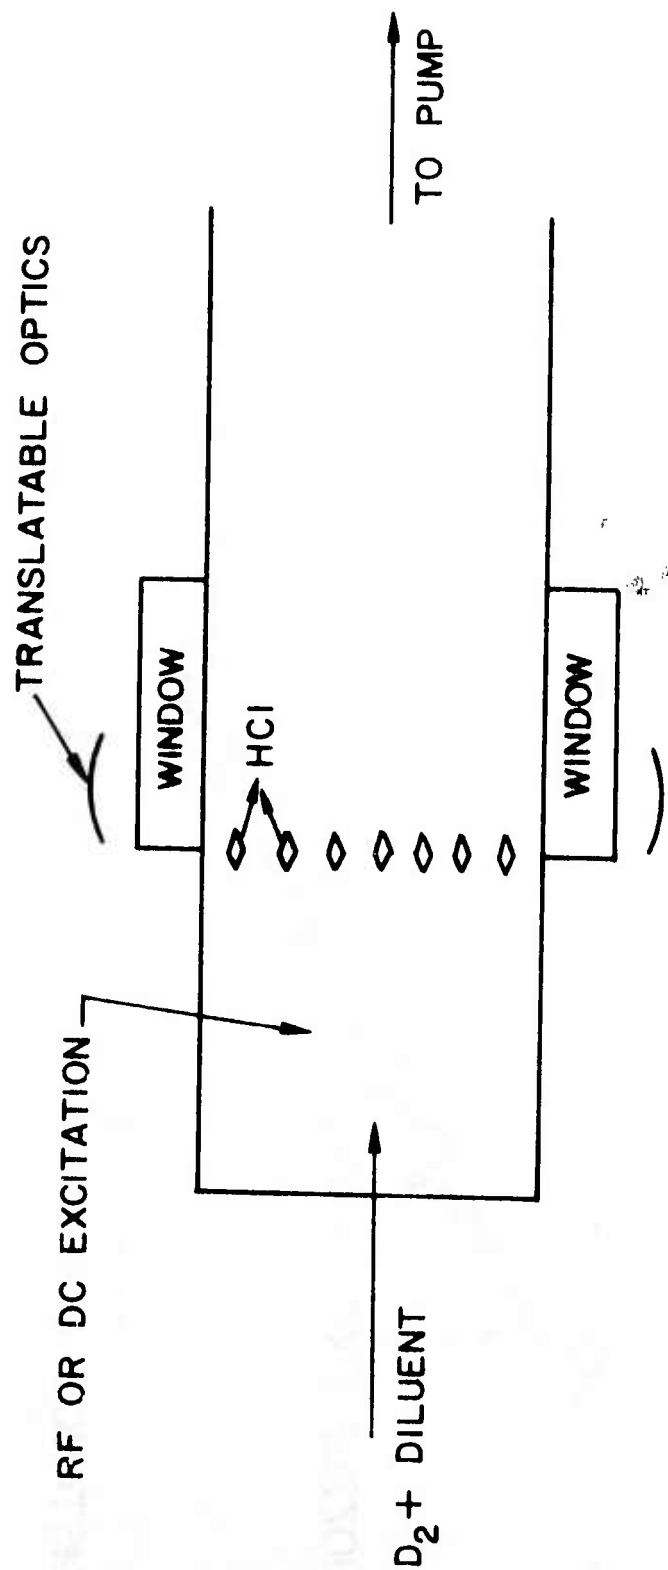 TRANSLATABLE OPTICS
RF OR DC EXCITATION
WINDOW
HCl
D2 + DILUENT
TO PUMP
WINDOW